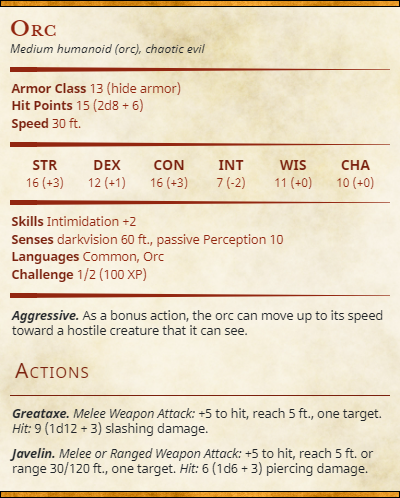 Orc
Medium humanoid (orc), chaotic evil
Armor Class 13 (hide armor)
Hit Points 15 (2d8 + 6)
Speed 30 ft.
STR DEX CON INT WIS CHA
16 (+3) 12 (+1) 16 (+3) 7 (-2) 11 (+0) 10 (+0)
Skills Intimidation +2
Senses darkvision 60 ft., passive Perception 10
Languages Common, Orc
Challenge 1/2 (100 XP)
Aggressive. As a bonus action, the orc can move up to its speed
toward a hostile creature that it can see.
Actions
Greataxe. Melee Weapon Attack: +5 to hit, reach 5 ft., one target.
Hit: 9 (1d12 + 3) slashing damage.
Javelin. Melee or Ranged Weapon Attack: +5 to hit, reach 5 ft. or
range 30/120 ft., one target. Hit: 6 (1d6 + 3) piercing damage.